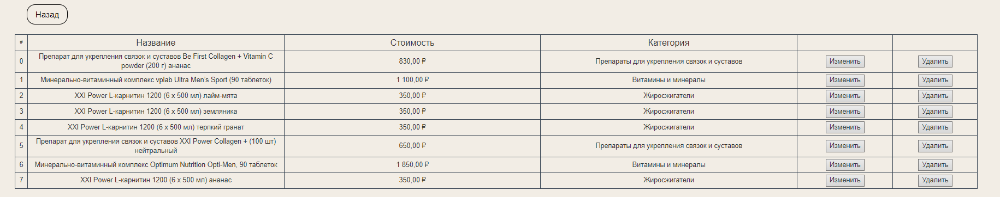 Назад
# Название Стоимость Категория
0 Препарат для укрепления связок и суставов Be First Collagen + Vitamin C 830,00 ₽ Препараты для укрепления связок и суставов Изменить Удалить
powder (200 г) ананас
1 Минерально-витаминный комплекс vplab Ultra Men's Sport (90 таблеток) 1 100,00 ₽ Витамины и минералы Изменить Удалить
2 XXI Power L-карнитин 1200 (6 x 500 мл) лайм-мята 350,00 ₽ Жиросжигатели Изменить Удалить
3 XXI Power L-карнитин 1200 (6 x 500 мл) земляника 350,00 ₽ Жиросжигатели Изменить Удалить
4 XXI Power L-карнитин 1200 (6 x 500 мл) терпкий гранат 350,00 ₽ Жиросжигатели Изменить Удалить
5 Препарат для укрепления связок и суставов XXI Power Collagen + (100 шт) 650,00 ₽ Препараты для укрепления связок и суставов Изменить Удалить
нейтральный
6 Минерально-витаминный комплекс Optimum Nutrition Opti-Men, 90 таблеток 1 850,00 ₽ Витамины и минералы Изменить Удалить
7 XXI Power L-карнитин 1200 (6 x 500 мл) ананас 350,00 ₽ Жиросжигатели Изменить Удалить